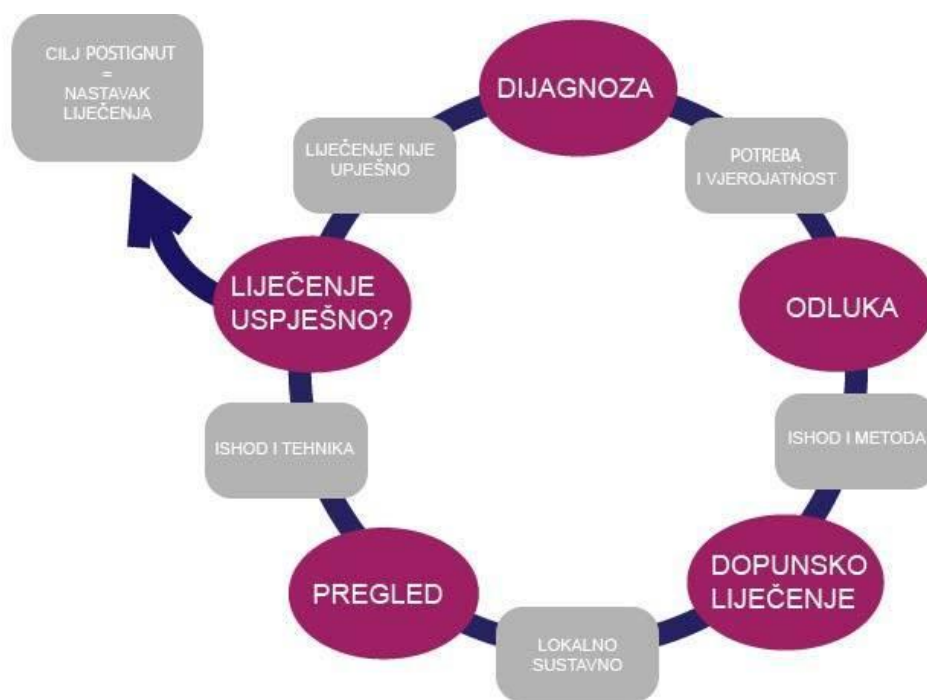 CILJ POSTIGNUT
=
NASTAVAK
LIJEČENJA
DIJAGNOZA
LIJEČENJE NIJE
UPJEŠNO
POTREBA
I VJEROJATNOST
LIJEČENJE
USPJEŠNO?
ODLUKA
ISHOD I TEHNIKA
ISHOD I METODA
PREGLED
DOPUNSKO
LIJEČENJE
LOKALNO
SUSTAVNO